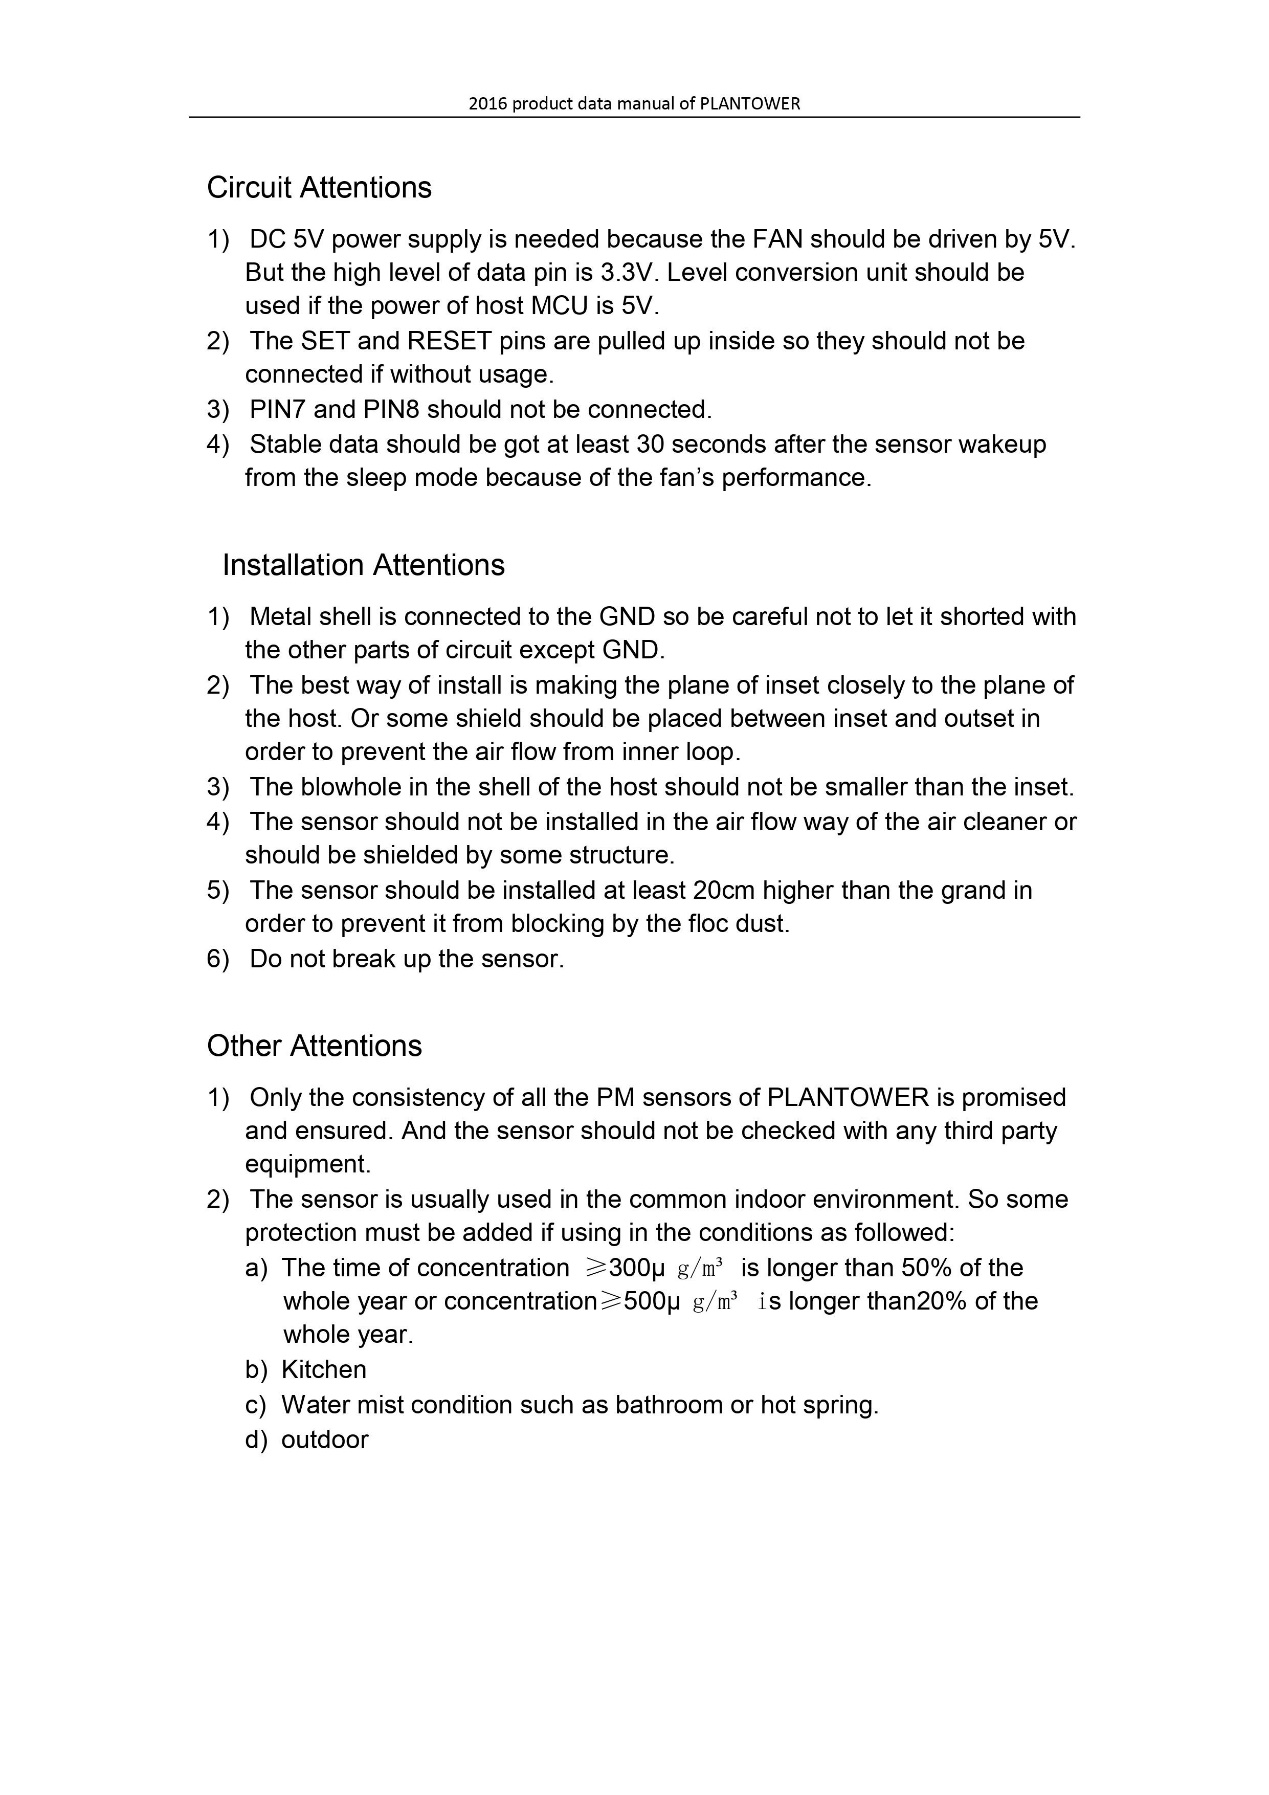 2016 product data manual of PLANTOWER
Circuit Attentions
1) DC 5V power supply is needed because the FAN should be driven by 5V.
But the high level of data pin is 3.3V. Level conversion unit should be
used if the power of host MCU is 5V.
2) The SET and RESET pins are pulled up inside so they should not be
connected if without usage.
3) PIN7 and PIN8 should not be connected.
4) Stable data should be got at least 30 seconds after the sensor wakeup
from the sleep mode because of the fan’s performance.
Installation Attentions
1) Metal shell is connected to the GND so be careful not to let it shorted with
the other parts of circuit except GND.
2) The best way of install is making the plane of inset closely to the plane of
the host. Or some shield should be placed between inset and outset in
order to prevent the air flow from inner loop.
3) The blowhole in the shell of the host should not be smaller than the inset.
4) The sensor should not be installed in the air flow way of the air cleaner or
should be shielded by some structure.
5) The sensor should be installed at least 20cm higher than the grand in
order to prevent it from blocking by the floc dust.
6) Do not break up the sensor.
Other Attentions
1) Only the consistency of all the PM sensors of PLANTOWER is promised
and ensured. And the sensor should not be checked with any third party
equipment.
2) The sensor is usually used in the common indoor environment. So some
protection must be added if using in the conditions as followed:
a) The time of concentration ≥300μ g/m³ is longer than 50% of the
whole year or concentration≥500μ g/m³ is longer than20% of the
whole year.
b) Kitchen
c) Water mist condition such as bathroom or hot spring.
d) outdoor